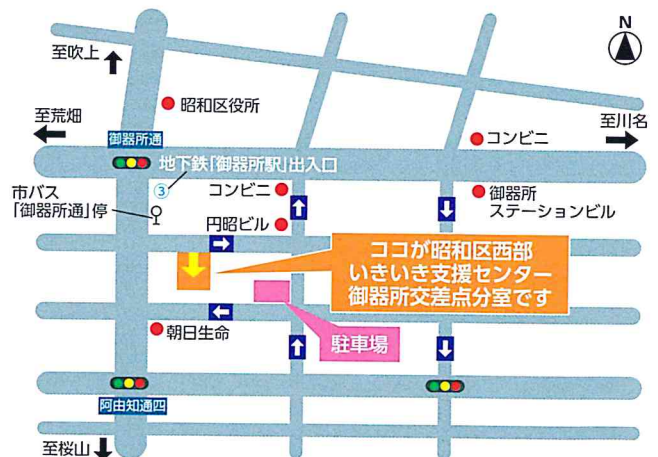 N
至吹上
昭和区役所
至荒畑
至川名
御器所通
コンビニ
地下鉄「御器所駅」出入口
③
コンビニ
御器所
ステーションビル
市バス
「御器所通」停
円昭ビル
ココが昭和区西部
いきいき支援センター
御器所交差点分室です
朝日生命
駐車場
阿由知通四
至桜山